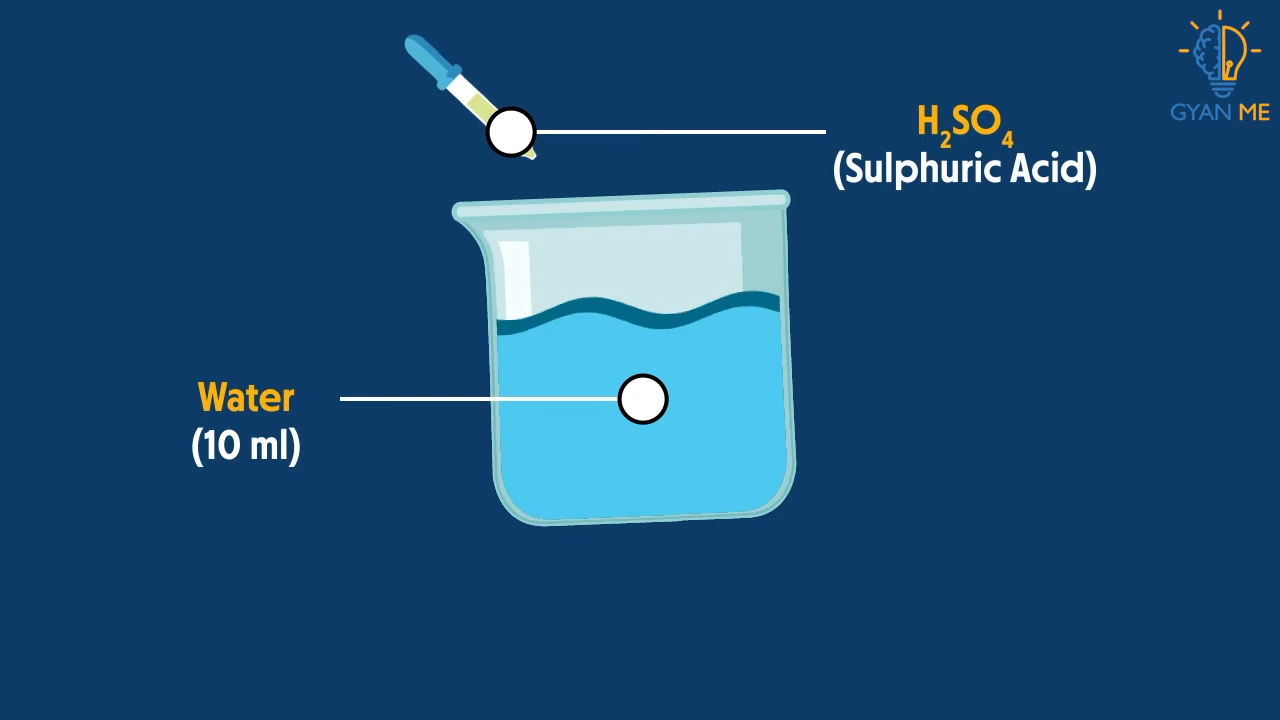 GYAN ME
H₂SO₄
(Sulphuric Acid)
Water
(10 ml)